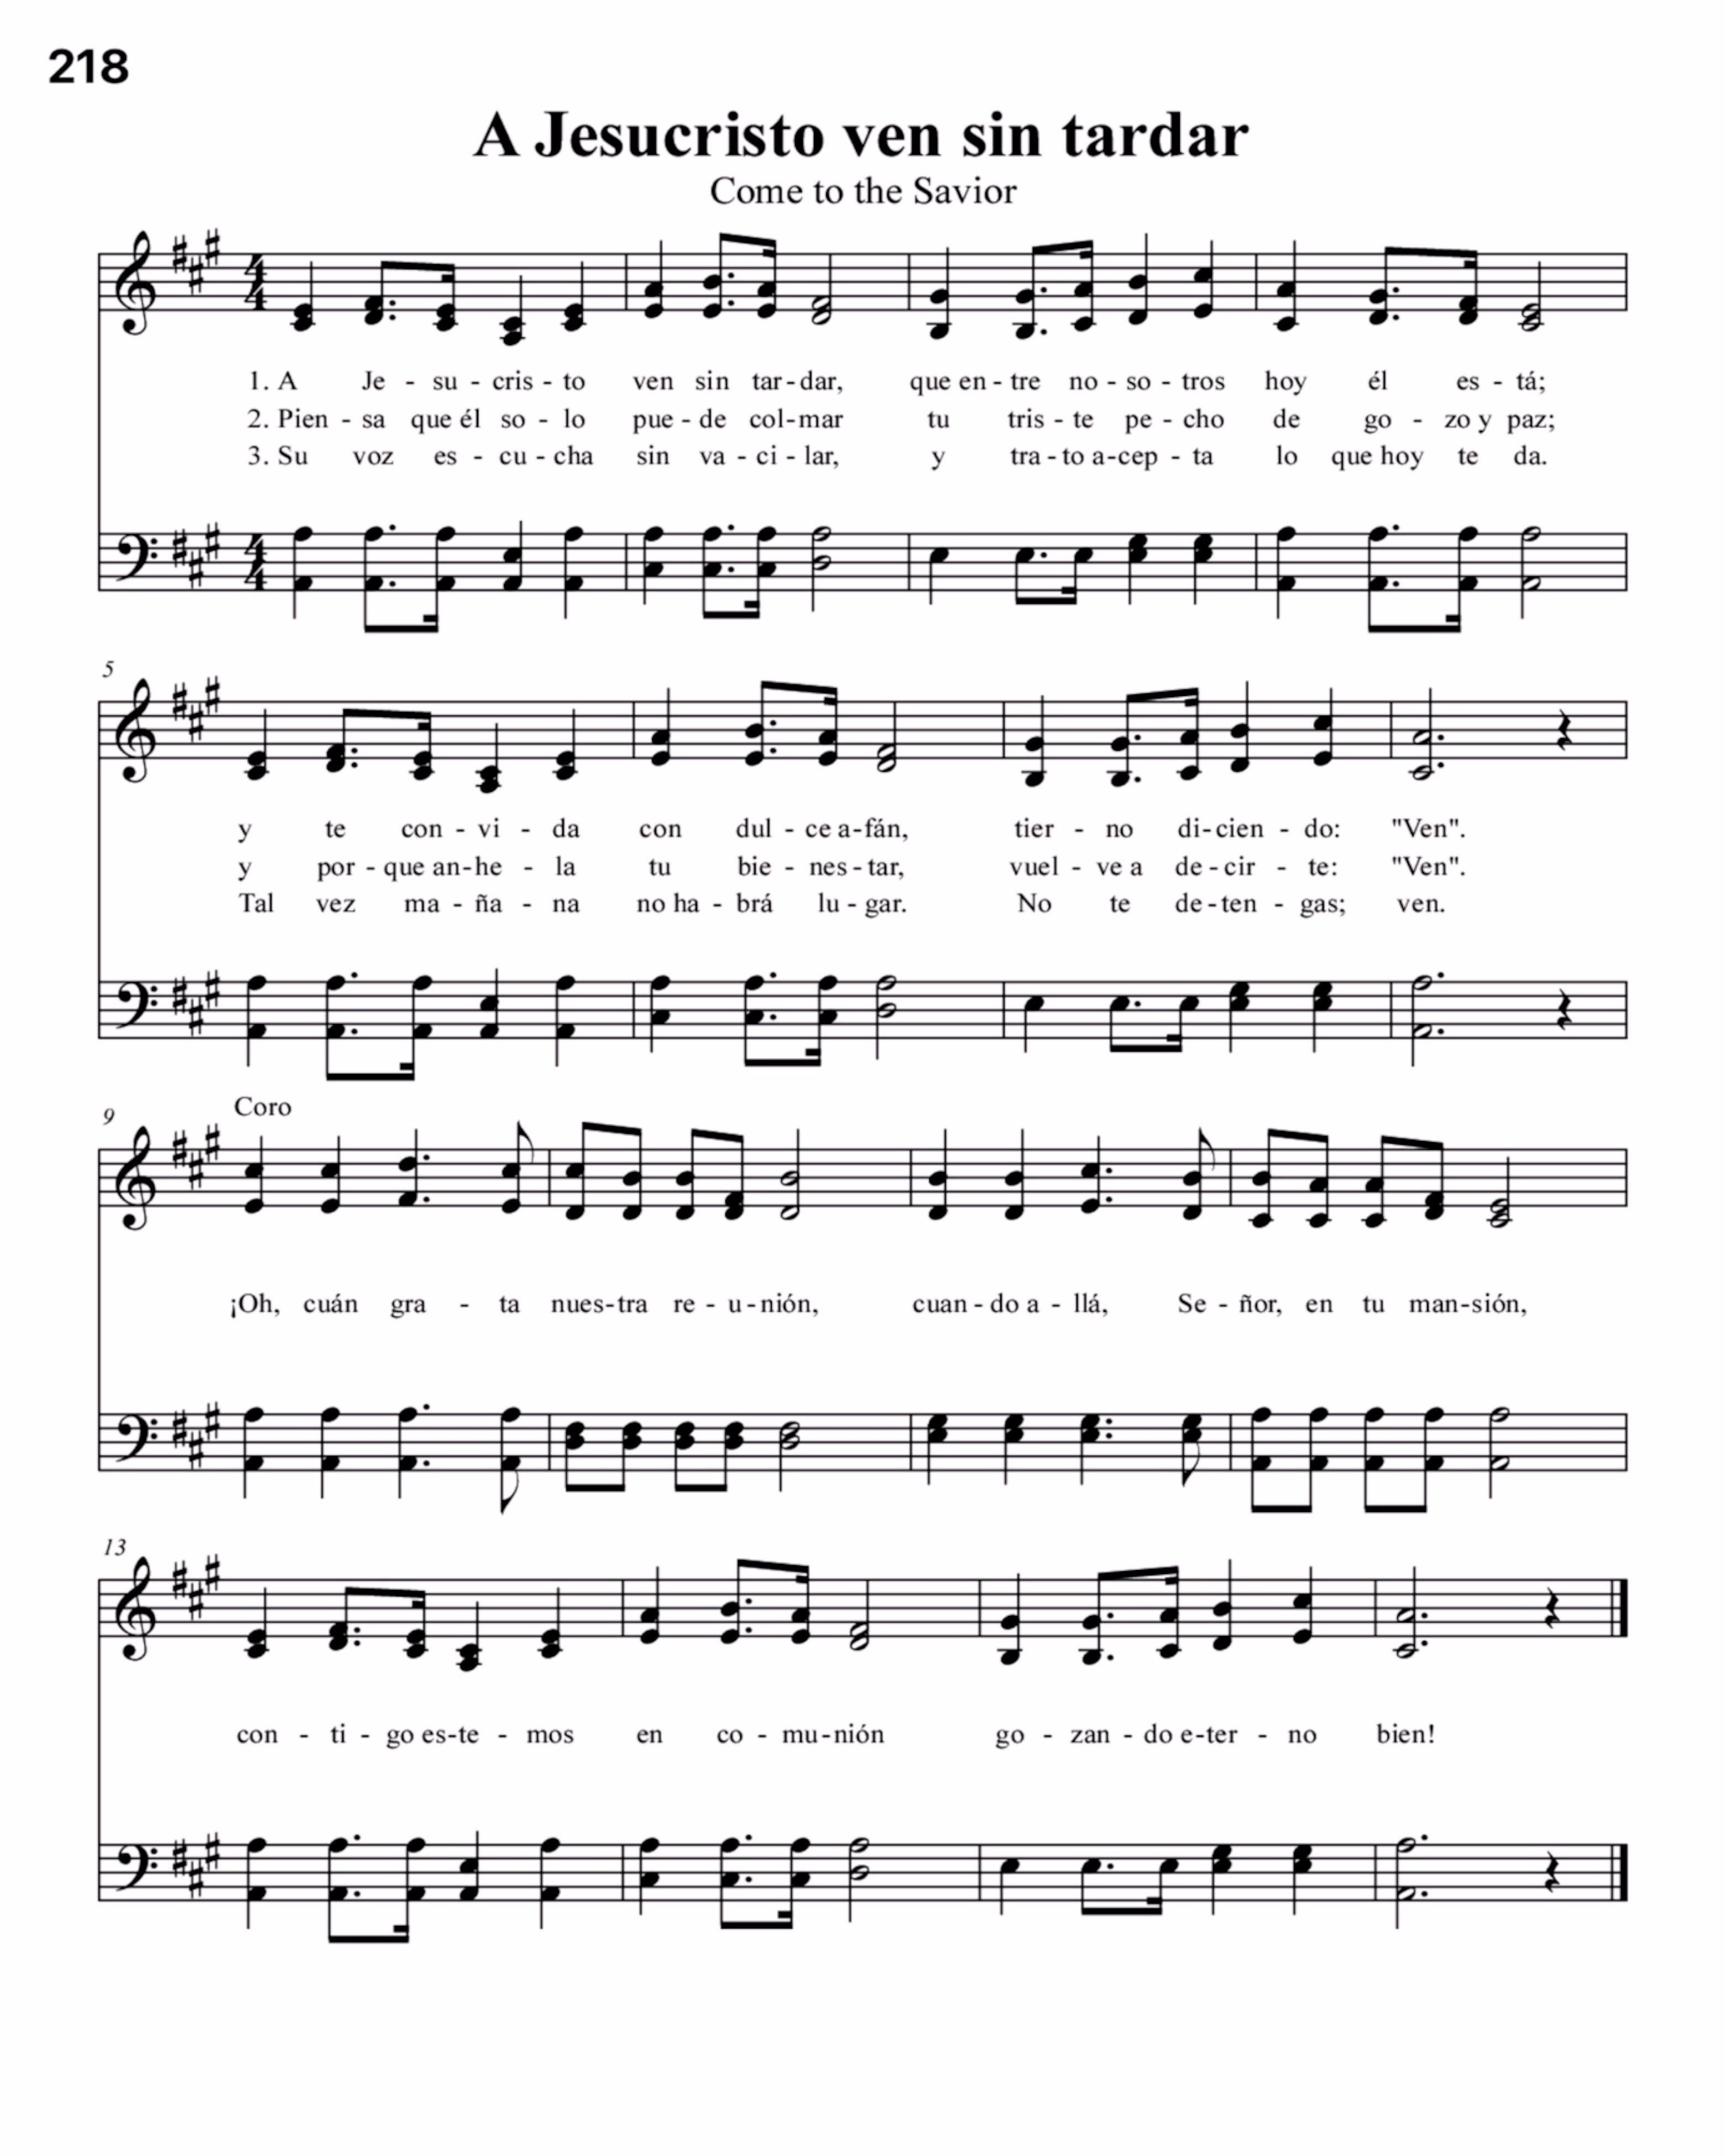 218
A Jesucristo ven sin tardar
Come to the Savior
1. A Je - su - cris - to ven sin tar - dar, que en - tre no - so - tros hoy él es - tá;
2. Pien - sa que él so - lo pue - de col - mar tu tris - te pe - cho de go - zo y paz;
3. Su voz es - cu - cha sin va - ci - lar, y tra - to a - cep - ta lo que hoy te da.
5
y te con - vi - da con dul - ce a - fán, tier - no di - cien - do: "Ven".
y por - que an - he - la tu bie - nes - tar, vuel - ve a de - cir - te: "Ven".
Tal vez ma - ña - na no ha - brá lu - gar. No te de - ten - gas; ven.
9
Coro
¡Oh, cuán gra - ta nues - tra re - u - nión, cuan - do a - llá, Se - ñor, en tu man - sión,
13
con - ti - go es - te - mos en co - mu - nión go - zan - do e - ter - no bien!